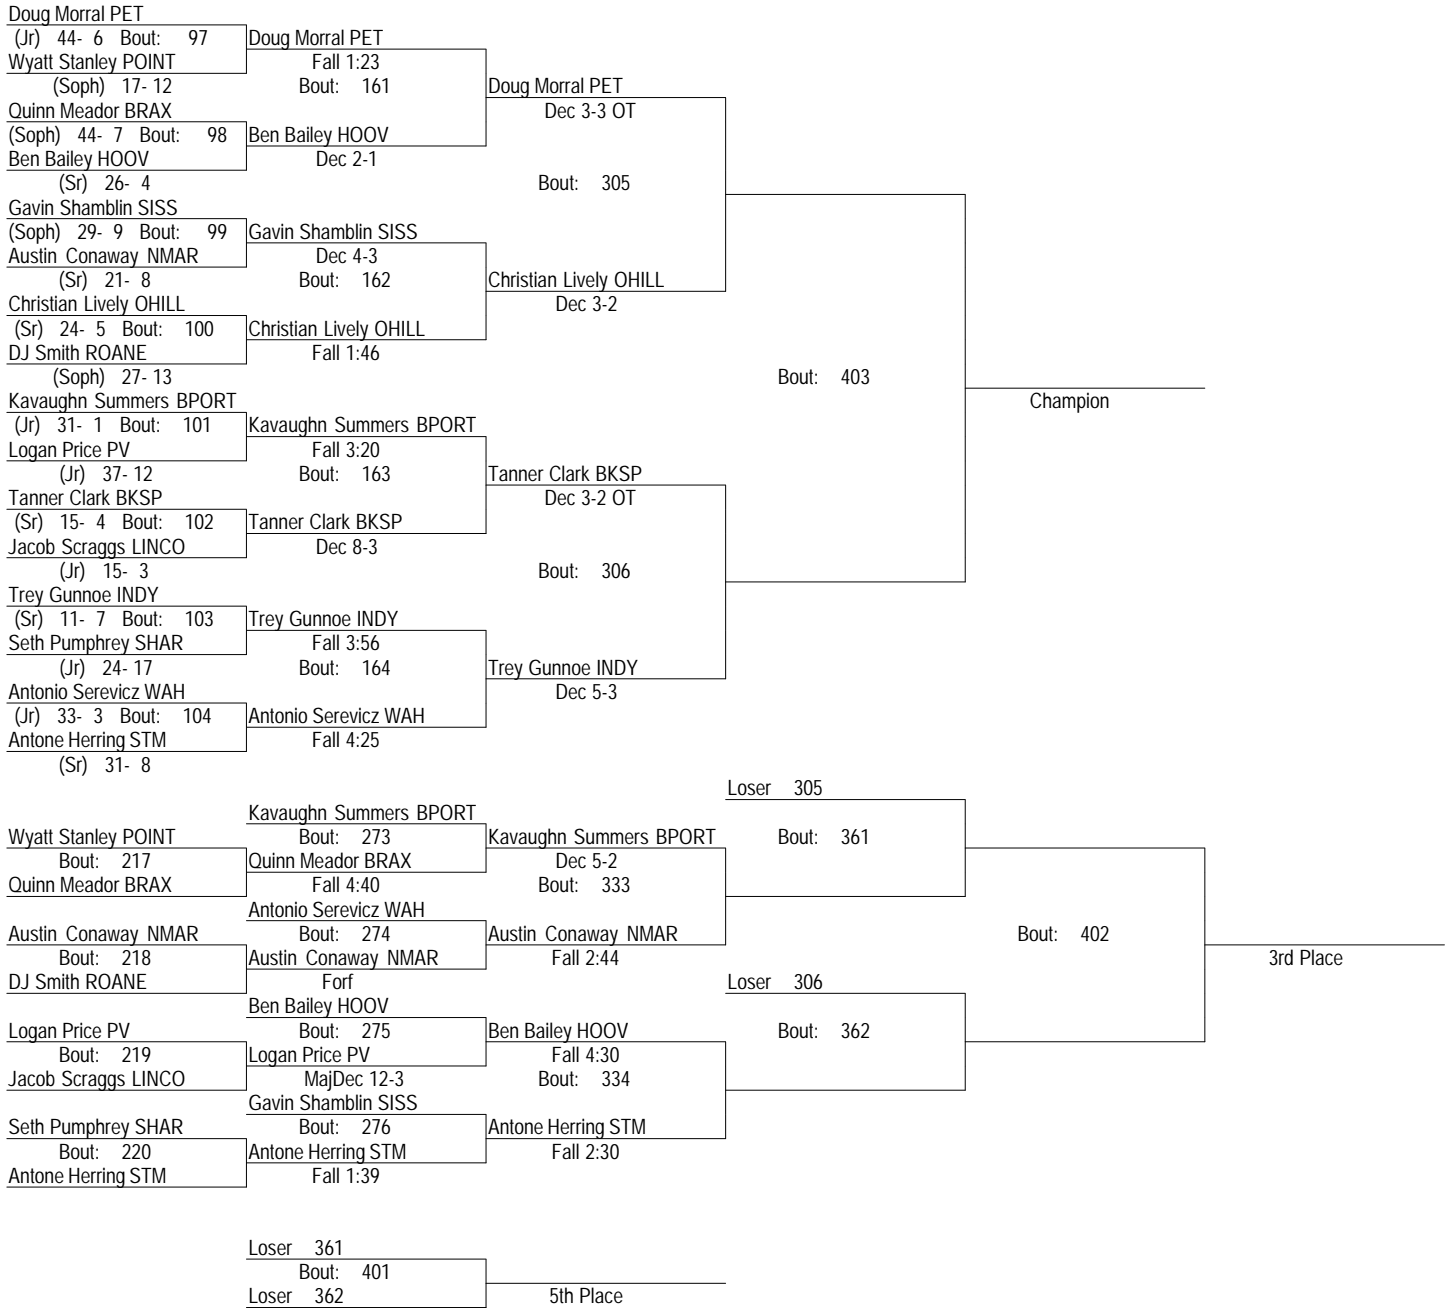 Doug Morral PET
(Jr) 44- 6 Bout: 97 Doug Morral PET
Wyatt Stanley POINT Fall 1:23
(Soph) 17- 12 Bout: 161 Doug Morral PET
Quinn Meador BRAX Dec 3-3 OT
(Soph) 44- 7 Bout: 98 Ben Bailey HOOV
Ben Bailey HOOV Dec 2-1
(Sr) 26- 4 Bout: 305
Gavin Shamblin SISS
(Soph) 29- 9 Bout: 99 Gavin Shamblin SISS
Austin Conaway NMAR Dec 4-3
(Sr) 21- 8 Bout: 162 Christian Lively OHILL
Christian Lively OHILL Dec 3-2
(Sr) 24- 5 Bout: 100 Christian Lively OHILL
DJ Smith ROANE Fall 1:46
(Soph) 27- 13 Bout: 403
Kavaughn Summers BPORT Champion
(Jr) 31- 1 Bout: 101 Kavaughn Summers BPORT
Logan Price PV Fall 3:20
(Jr) 37- 12 Bout: 163 Tanner Clark BKSP
Tanner Clark BKSP Dec 3-2 OT
(Sr) 15- 4 Bout: 102 Tanner Clark BKSP
Jacob Scraggs LINCO Dec 8-3
(Jr) 15- 3 Bout: 306
Trey Gunnoe INDY
(Sr) 11- 7 Bout: 103 Trey Gunnoe INDY
Seth Pumphrey SHAR Fall 3:56
(Jr) 24- 17 Bout: 164 Trey Gunnoe INDY
Antonio Serevicz WAH Dec 5-3
(Jr) 33- 3 Bout: 104 Antonio Serevicz WAH
Antone Herring STM Fall 4:25
(Sr) 31- 8
Loser 305
Kavaughn Summers BPORT
Wyatt Stanley POINT Bout: 273 Kavaughn Summers BPORT Bout: 361
Bout: 217 Quinn Meador BRAX Dec 5-2
Quinn Meador BRAX Fall 4:40 Bout: 333
Antonio Serevicz WAH
Austin Conaway NMAR Bout: 274 Austin Conaway NMAR Bout: 402
Bout: 218 Austin Conaway NMAR Fall 2:44 3rd Place
DJ Smith ROANE Forf Loser 306
Ben Bailey HOOV
Logan Price PV Bout: 275 Ben Bailey HOOV Bout: 362
Bout: 219 Logan Price PV Fall 4:30
Jacob Scraggs LINCO MajDec 12-3 Bout: 334
Gavin Shamblin SISS
Seth Pumphrey SHAR Bout: 276 Antone Herring STM
Bout: 220 Antone Herring STM Fall 2:30
Antone Herring STM Fall 1:39
Loser 361
Bout: 401
Loser 362 5th Place